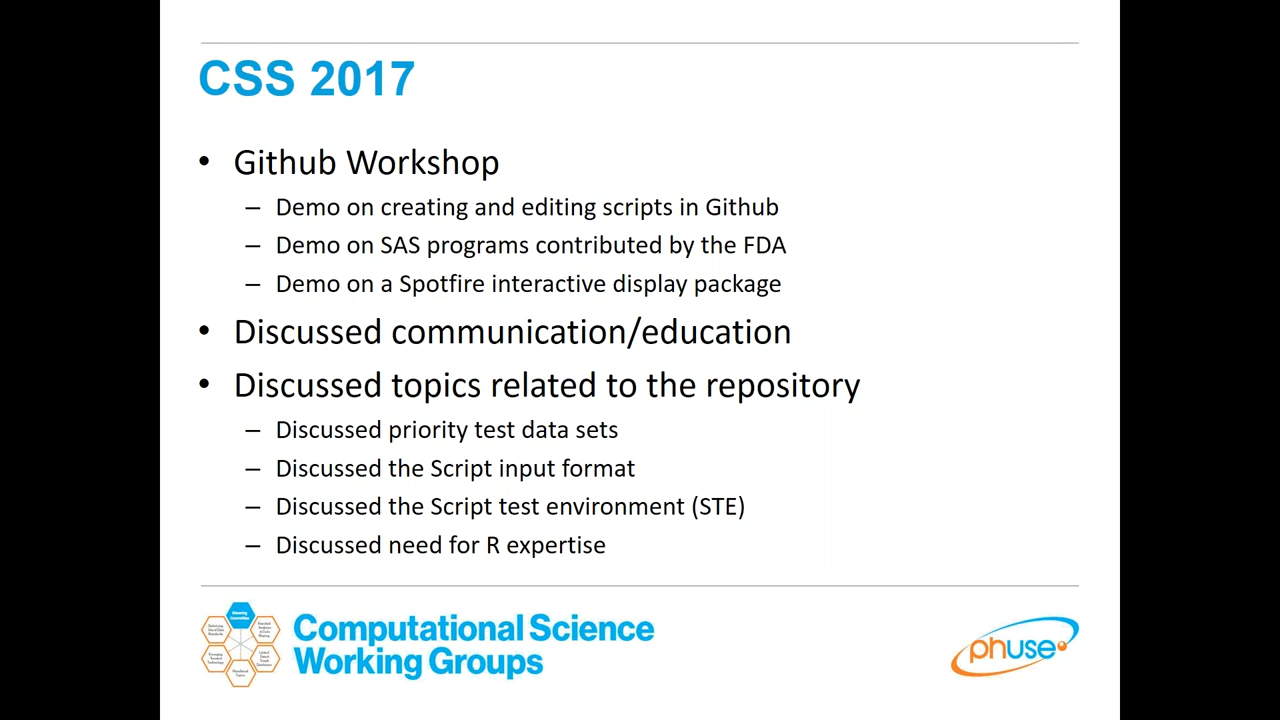 CSS 2017
• Github Workshop
– Demo on creating and editing scripts in Github
– Demo on SAS programs contributed by the FDA
– Demo on a Spotfire interactive display package
• Discussed communication/education
• Discussed topics related to the repository
– Discussed priority test data sets
– Discussed the Script input format
– Discussed the Script test environment (STE)
– Discussed need for R expertise
Computational Science
Working Groups
phuse